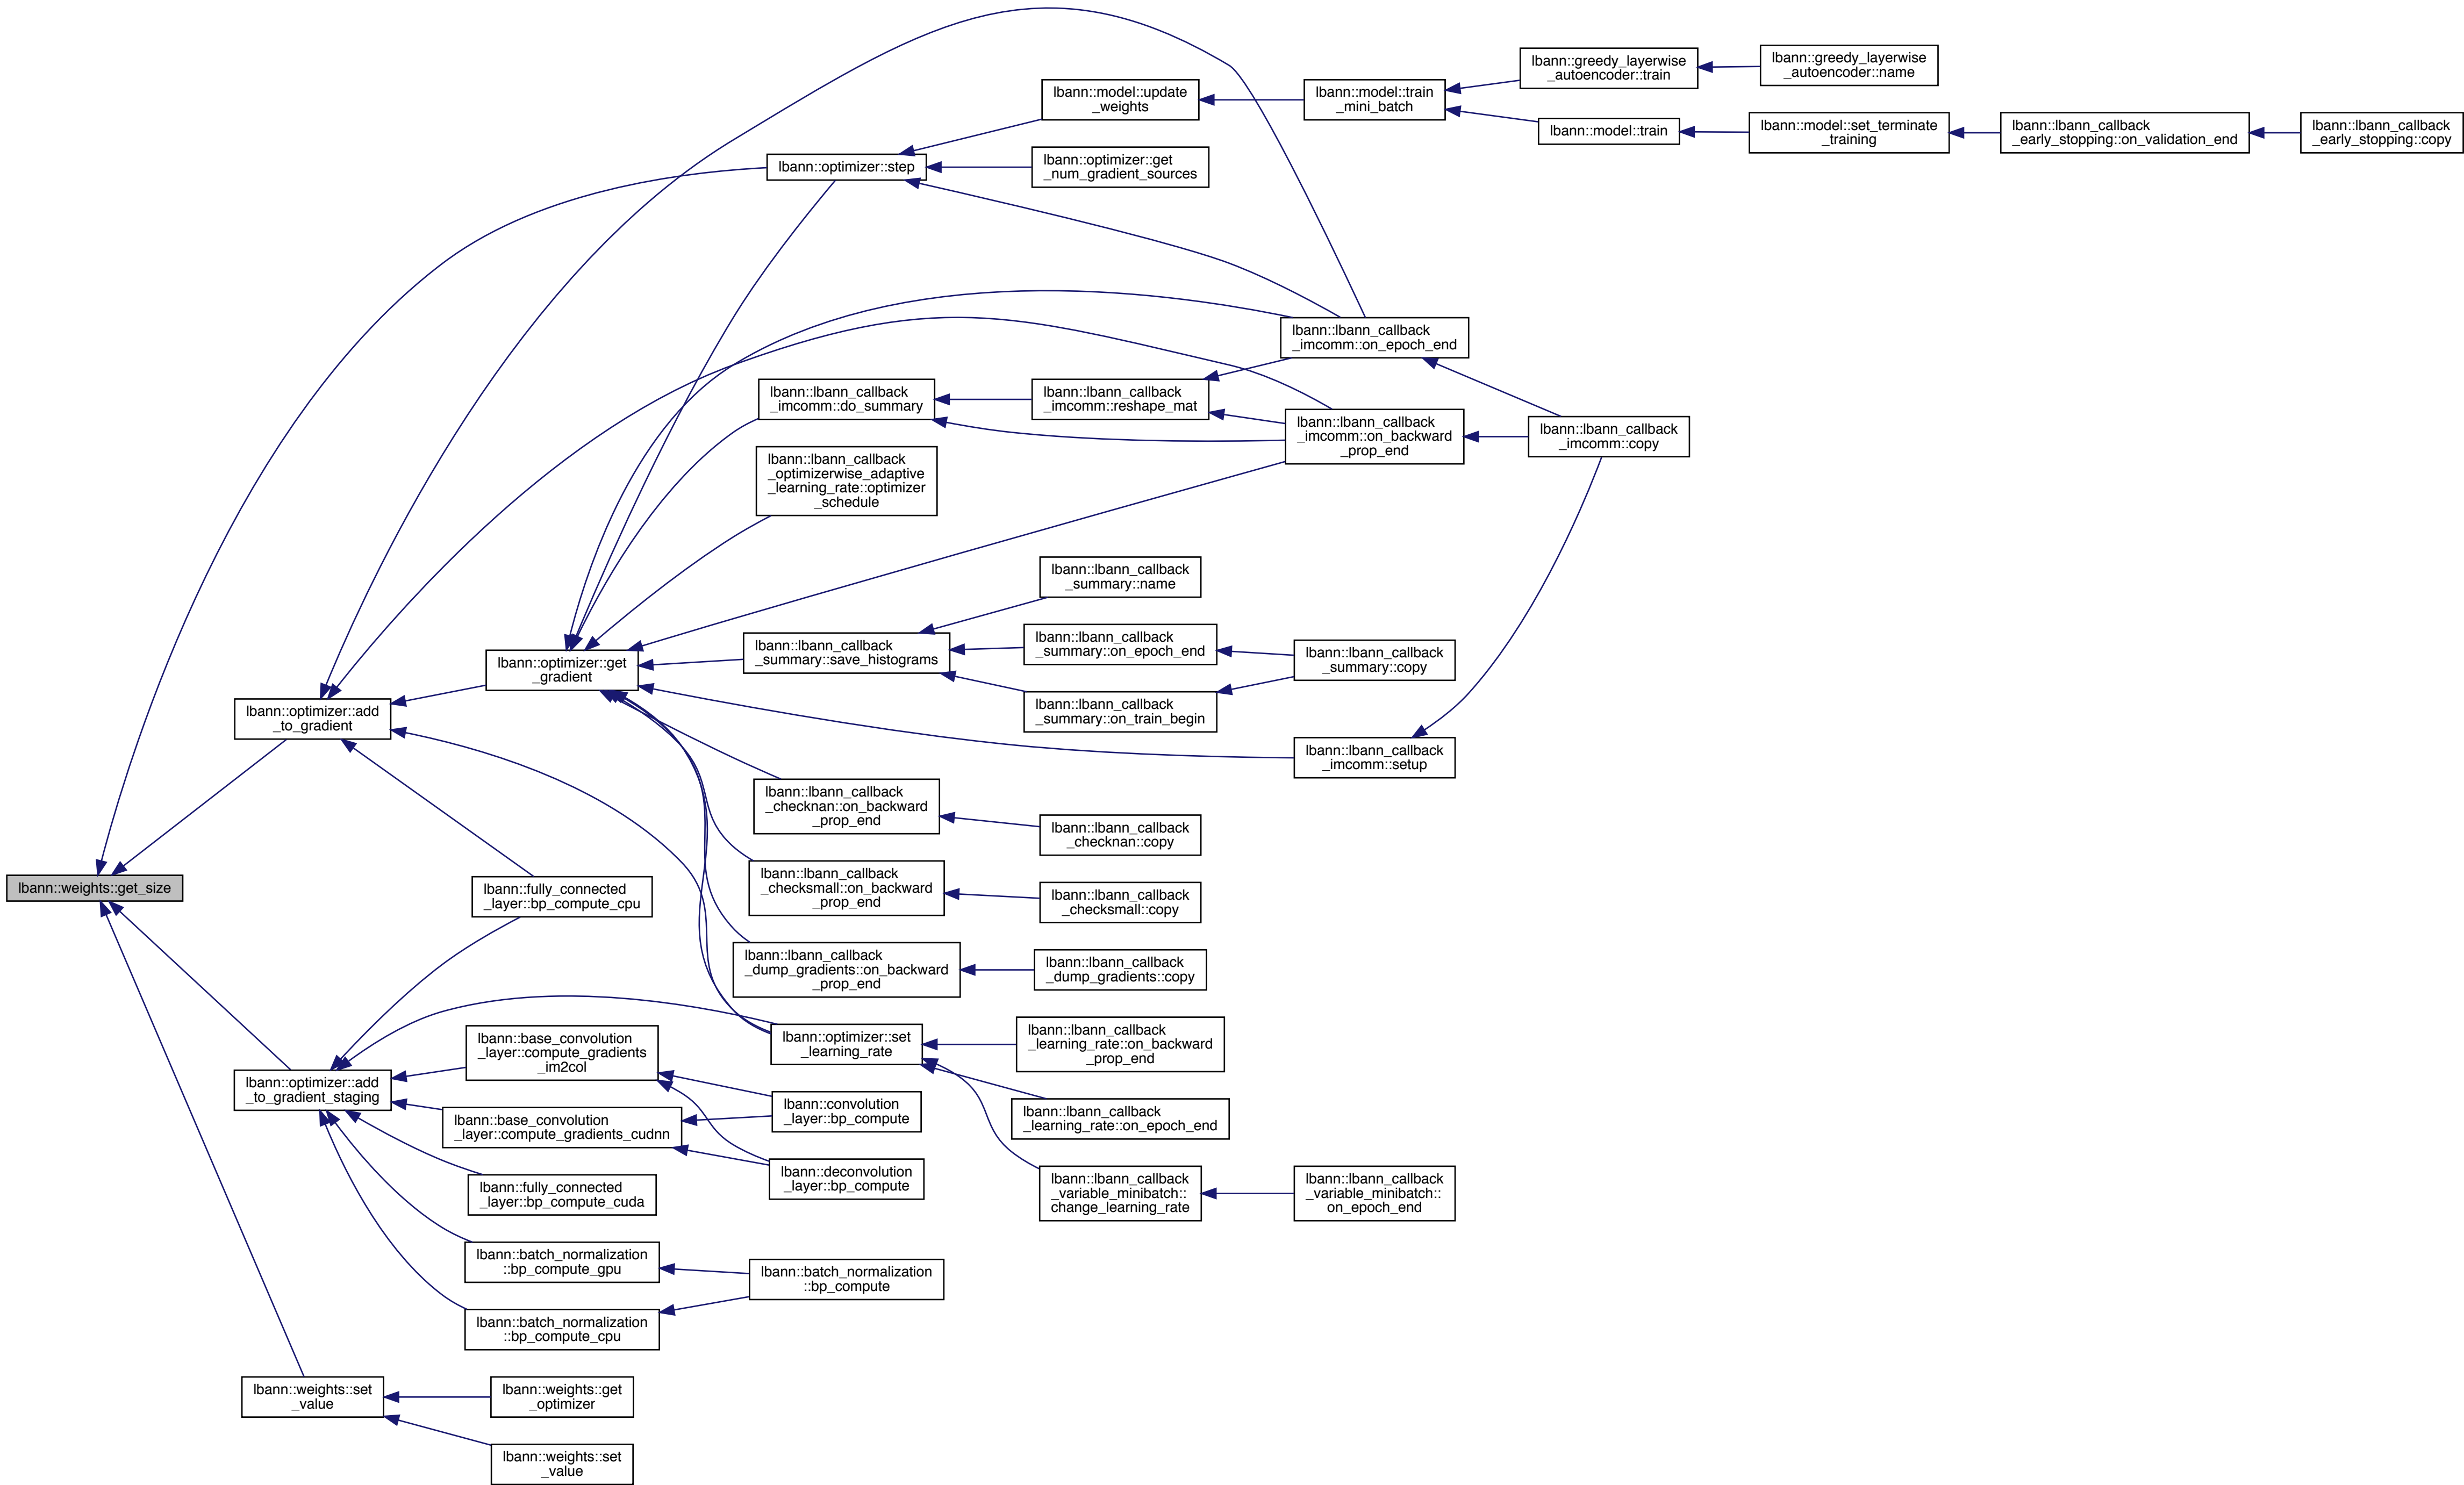 lbann::weights::get_size
lbann::optimizer::step
lbann::optimizer::add
_to_gradient
lbann::optimizer::add
_to_gradient_staging
lbann::weights::set
_value
lbann::optimizer::get
_gradient
lbann::fully_connected
_layer::bp_compute_cpu
lbann::base_convolution
_layer::compute_gradients
_im2col
lbann::base_convolution
_layer::compute_gradients_cudnn
lbann::fully_connected
_layer::bp_compute_cuda
lbann::batch_normalization
::bp_compute_gpu
lbann::batch_normalization
::bp_compute_cpu
lbann::weights::get
_optimizer
lbann::weights::set
_value
lbann::lbann_callback
_imcomm::do_summary
lbann::lbann_callback
_optimizerwise_adaptive
_learning_rate::optimizer
_schedule
lbann::lbann_callback
_summary::save_histograms
lbann::lbann_callback
_checknan::on_backward
_prop_end
lbann::lbann_callback
_checksmall::on_backward
_prop_end
lbann::lbann_callback
_dump_gradients::on_backward
_prop_end
lbann::optimizer::set
_learning_rate
lbann::convolution
_layer::bp_compute
lbann::deconvolution
_layer::bp_compute
lbann::batch_normalization
::bp_compute
lbann::model::update
_weights
lbann::optimizer::get
_num_gradient_sources
lbann::lbann_callback
_imcomm::reshape_mat
lbann::lbann_callback
_summary::name
lbann::lbann_callback
_summary::on_epoch_end
lbann::lbann_callback
_summary::on_train_begin
lbann::lbann_callback
_checknan::copy
lbann::lbann_callback
_checksmall::copy
lbann::lbann_callback
_dump_gradients::copy
lbann::lbann_callback
_learning_rate::on_backward
_prop_end
lbann::lbann_callback
_learning_rate::on_epoch_end
lbann::lbann_callback
_variable_minibatch::
change_learning_rate
lbann::model::train
_mini_batch
lbann::lbann_callback
_imcomm::on_epoch_end
lbann::lbann_callback
_imcomm::on_backward
_prop_end
lbann::lbann_callback
_summary::copy
lbann::lbann_callback
_imcomm::setup
lbann::lbann_callback
_variable_minibatch::
on_epoch_end
lbann::greedy_layerwise
_autoencoder::train
lbann::model::train
lbann::lbann_callback
_imcomm::copy
lbann::greedy_layerwise
_autoencoder::name
lbann::model::set_terminate
_training
lbann::lbann_callback
_early_stopping::on_validation_end
lbann::lbann_callback
_early_stopping::copy